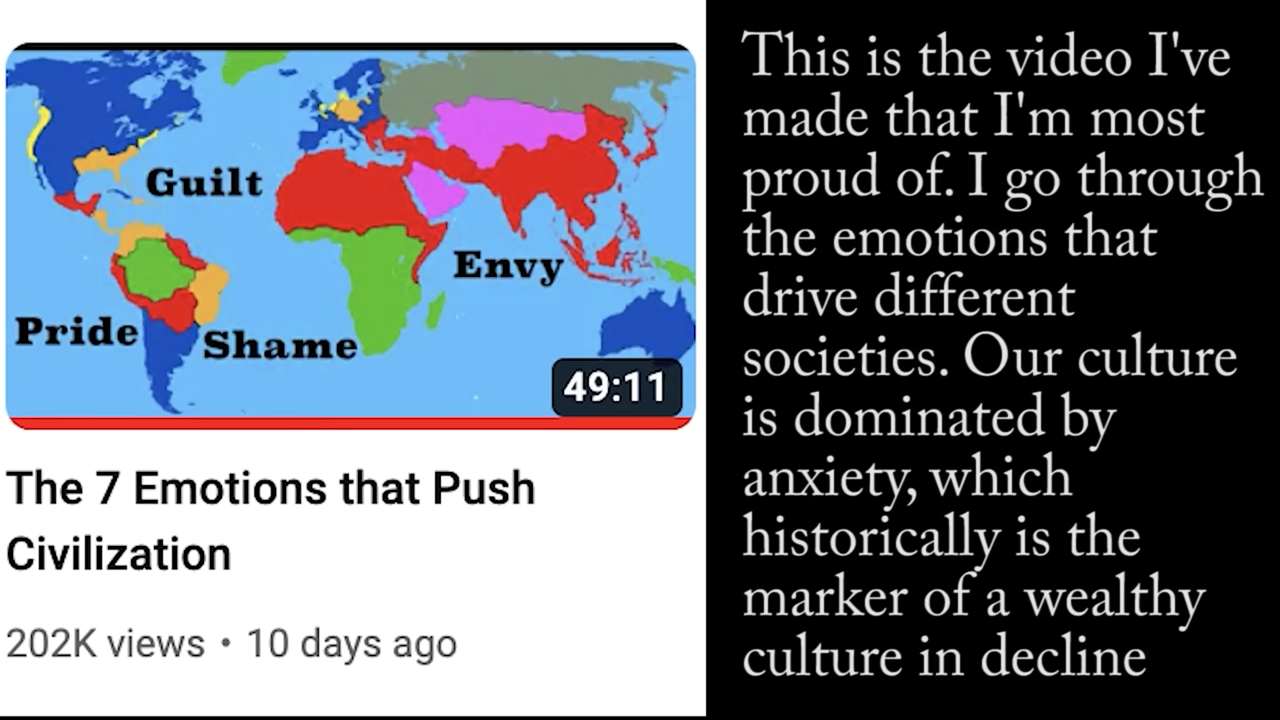 Guilt
Envy
Pride
Shame
49:11
The 7 Emotions that Push
Civilization
202K views • 10 days ago
This is the video I've
made that I'm most
proud of. I go through
the emotions that
drive different
societies. Our culture
is dominated by
anxiety, which
historically is the
marker of a wealthy
culture in decline